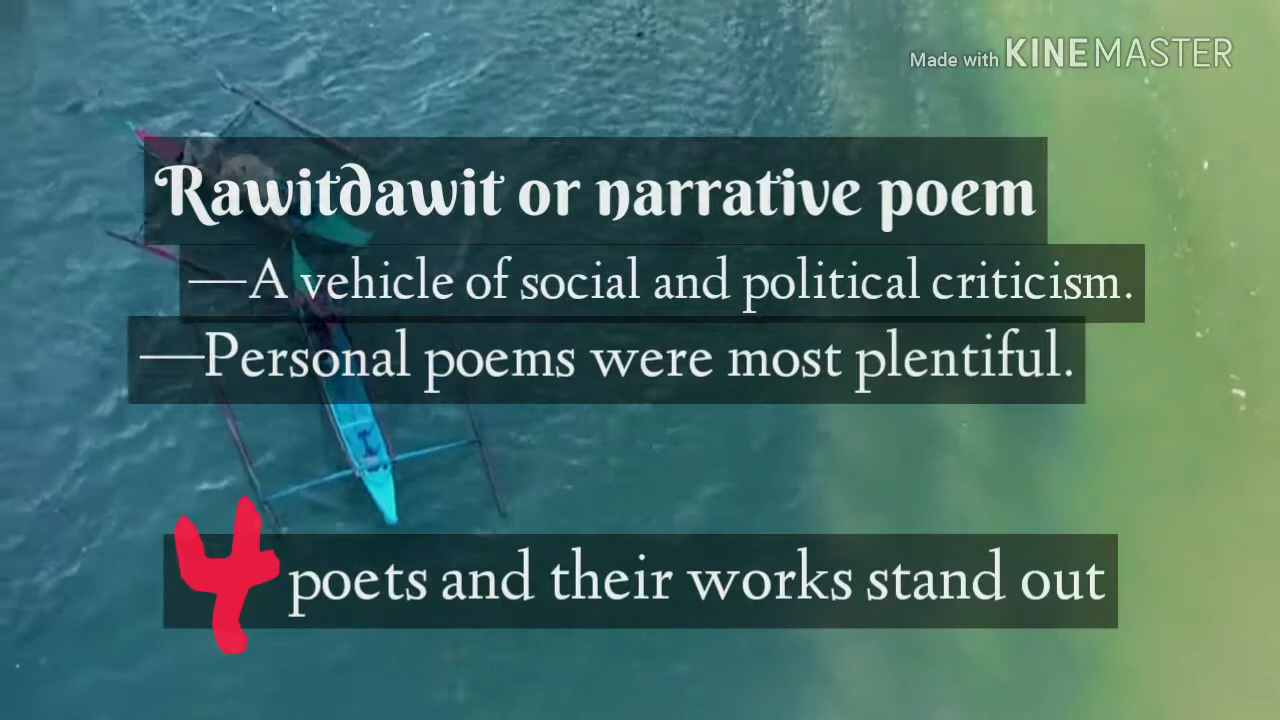 Made with KINEMASTER
Rawitdawit or narrative poem
—A vehicle of social and political criticism.
—Personal poems were most plentiful.
4 poets and their works stand out